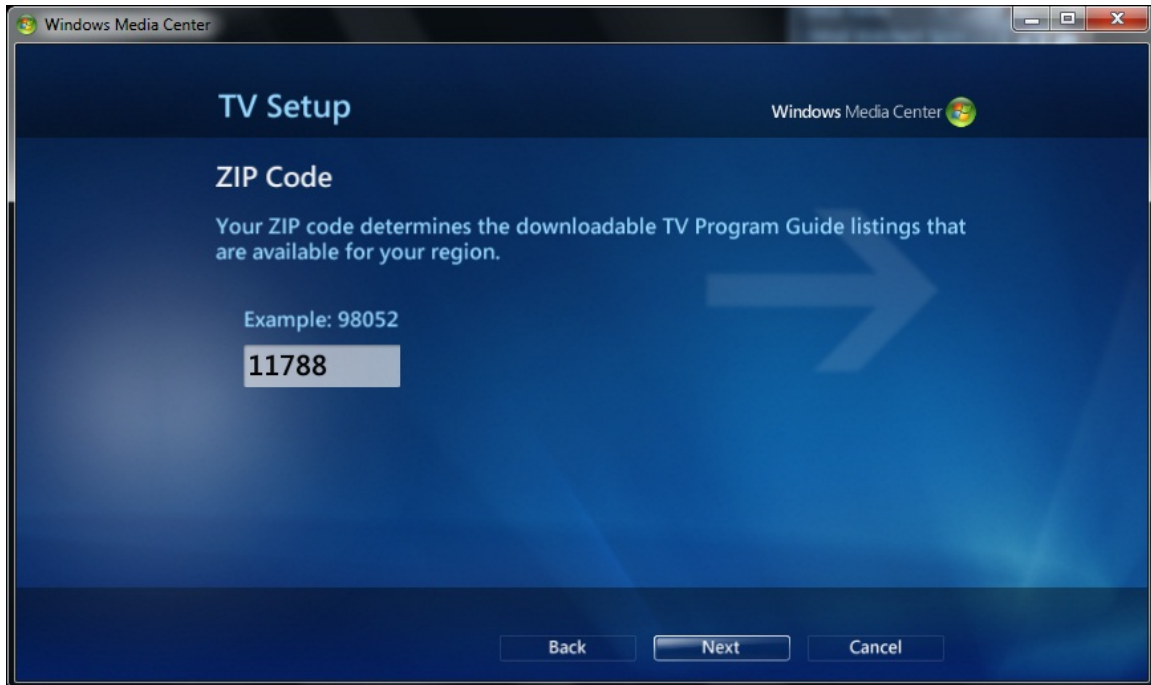 Windows Media Center
TV Setup
Windows Media Center
ZIP Code
Your ZIP code determines the downloadable TV Program Guide listings that
are available for your region.
Example: 98052
11788
Back Next Cancel